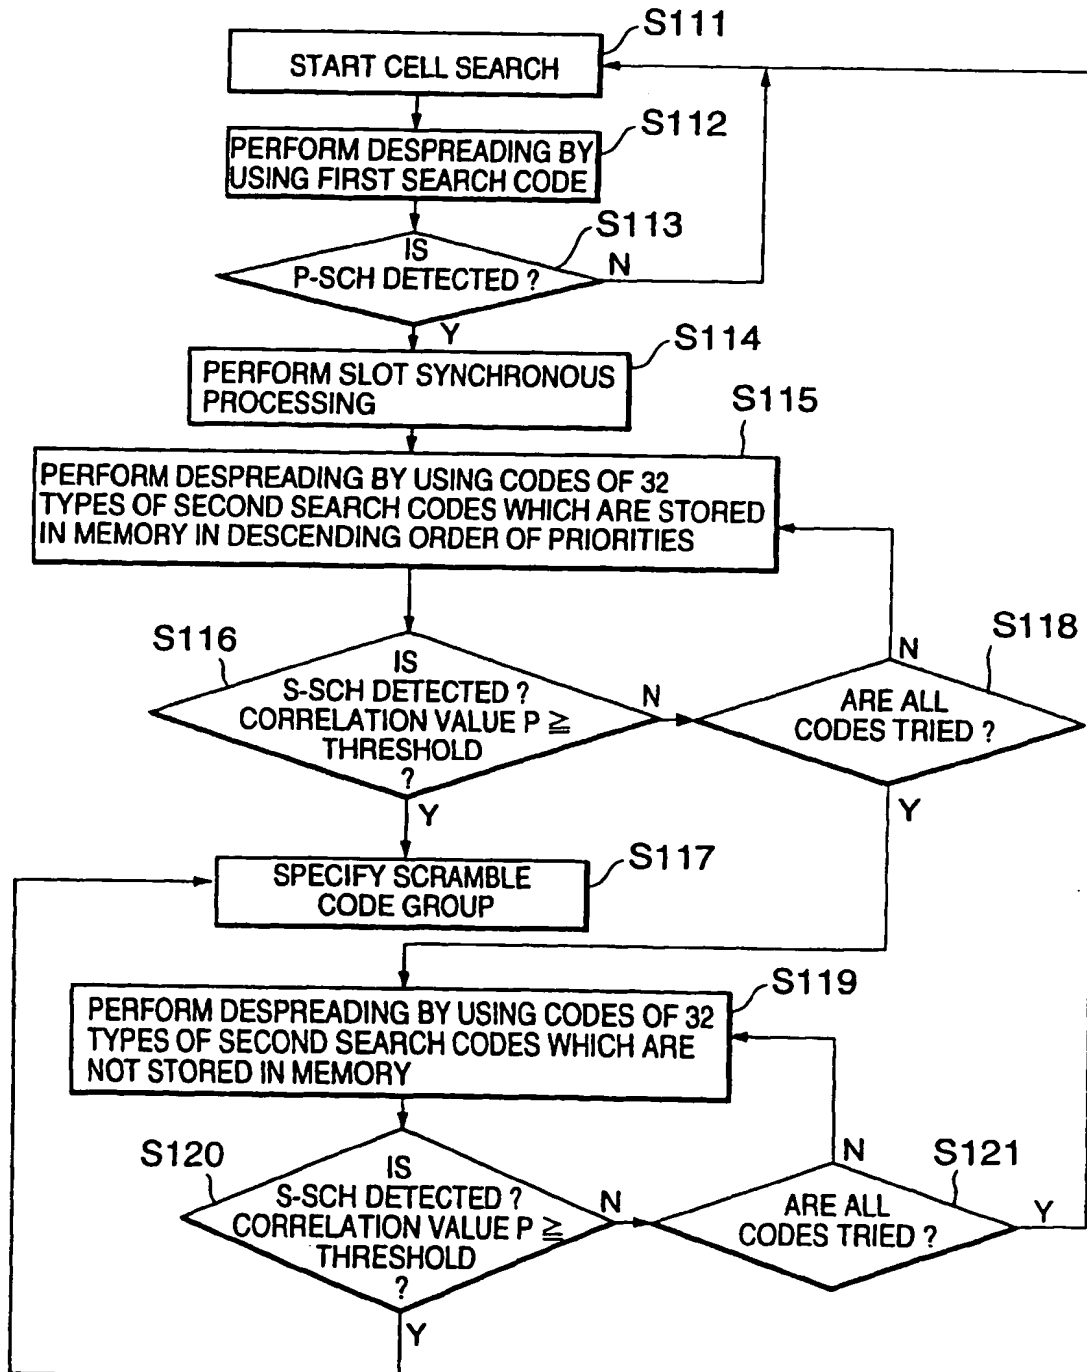 S111
START CELL SEARCH
S112
PERFORM DESPREADING BY
USING FIRST SEARCH CODE
S113
IS
P-SCH DETECTED ?
N
Y
S114
PERFORM SLOT SYNCHRONOUS
PROCESSING
S115
PERFORM DESPREADING BY USING CODES OF 32
TYPES OF SECOND SEARCH CODES WHICH ARE STORED
IN MEMORY IN DESCENDING ORDER OF PRIORITIES
S116
IS
S-SCH DETECTED ?
CORRELATION VALUE P ≧
THRESHOLD
?
N
Y
S118
N
ARE ALL
CODES TRIED ?
Y
S117
SPECIFY SCRAMBLE
CODE GROUP
S119
PERFORM DESPREADING BY USING CODES OF 32
TYPES OF SECOND SEARCH CODES WHICH ARE
NOT STORED IN MEMORY
S120
IS
S-SCH DETECTED ?
CORRELATION VALUE P ≧
THRESHOLD
?
N
Y
S121
N
ARE ALL
CODES TRIED ?
Y